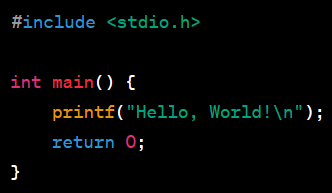 #include <stdio.h>

int main() {
    printf("Hello, World!\n");
    return 0;
}